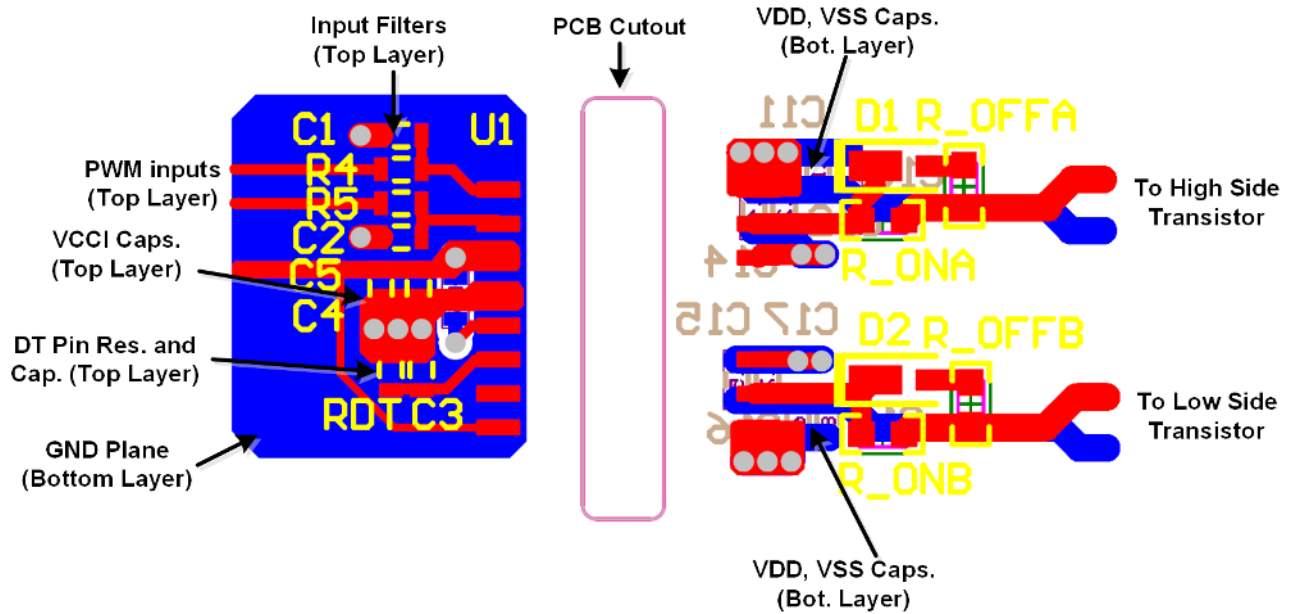 Input Filters
(Top Layer)
PCB Cutout
VDD, VSS Caps.
(Bot. Layer)
C1
U1
C11
D1 R_OFFA
PWM inputs
(Top Layer)
R4
R5
C2
To High Side
Transistor
VCCI Caps.
(Top Layer)
C5
C4
C14
R_ONA
C15
C17
D2 R_OFFB
DT Pin Res. and
Cap. (Top Layer)
RDT C3
To Low Side
Transistor
GND Plane
(Bottom Layer)
R_ONB
VDD, VSS Caps.
(Bot. Layer)